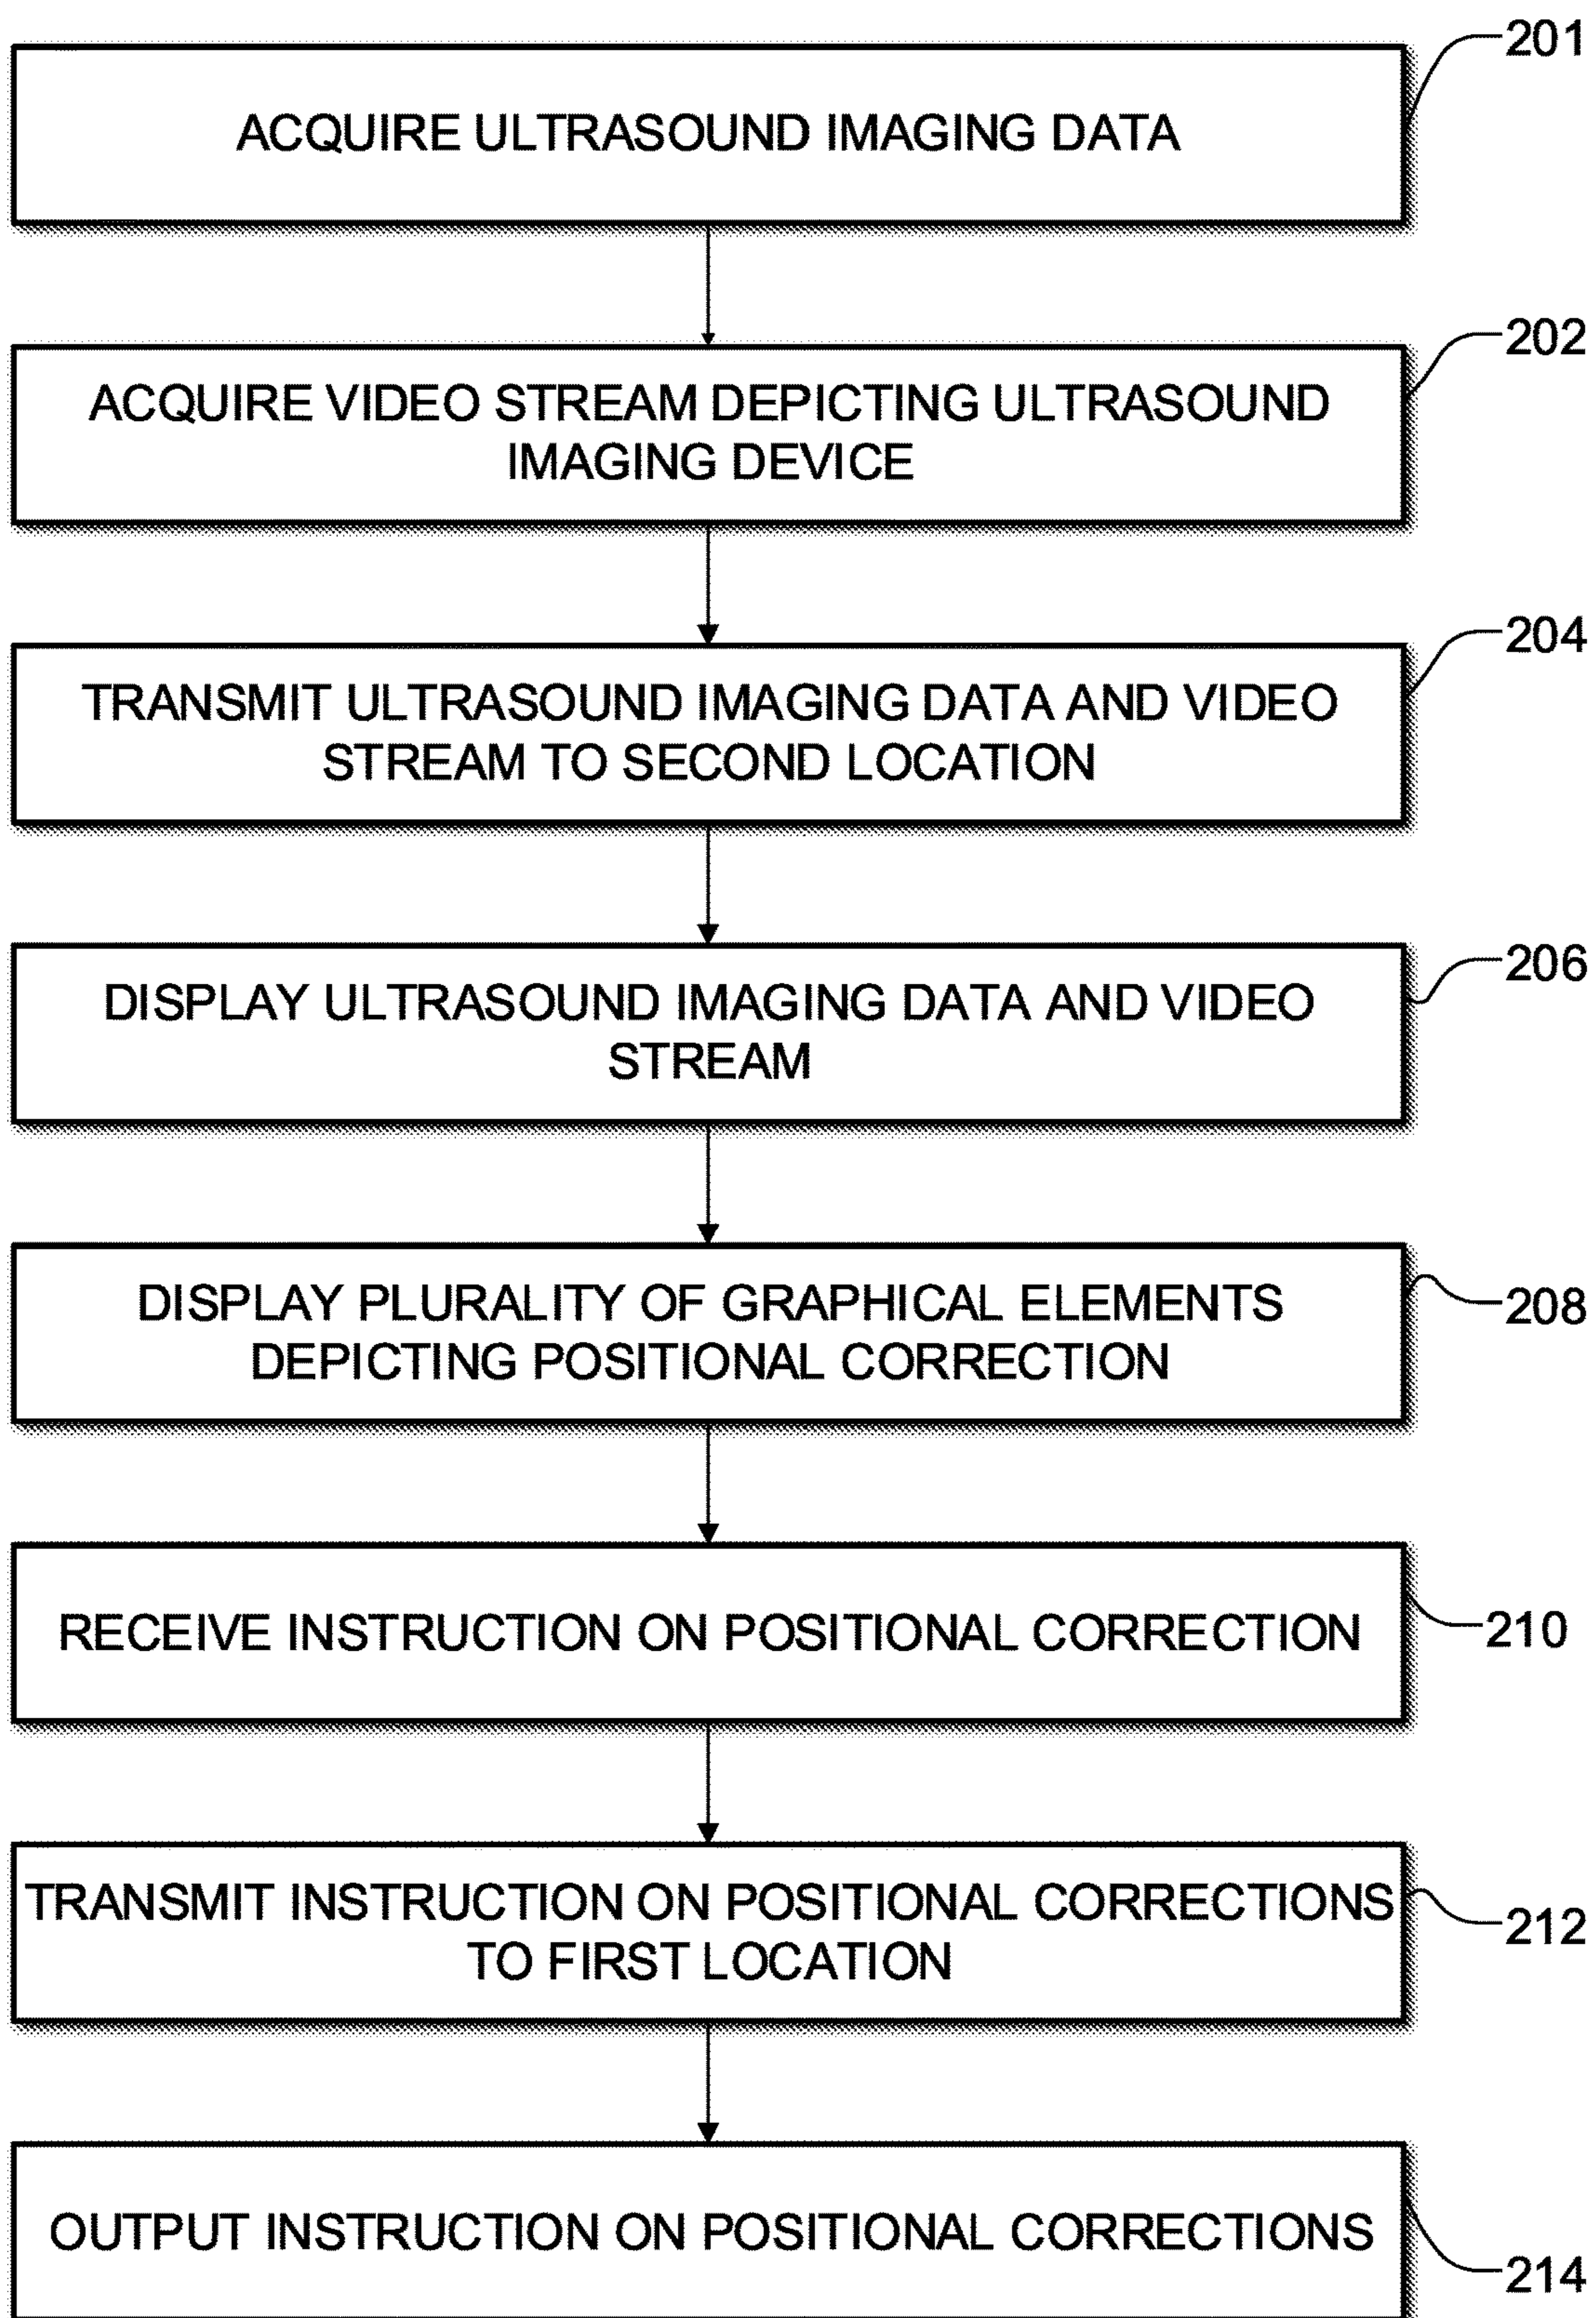 201
ACQUIRE ULTRASOUND IMAGING DATA
202
ACQUIRE VIDEO STREAM DEPICTING ULTRASOUND
IMAGING DEVICE
204
TRANSMIT ULTRASOUND IMAGING DATA AND VIDEO
STREAM TO SECOND LOCATION
206
DISPLAY ULTRASOUND IMAGING DATA AND VIDEO
STREAM
208
DISPLAY PLURALITY OF GRAPHICAL ELEMENTS
DEPICTING POSITIONAL CORRECTION
210
RECEIVE INSTRUCTION ON POSITIONAL CORRECTION
212
TRANSMIT INSTRUCTION ON POSITIONAL CORRECTIONS
TO FIRST LOCATION
OUTPUT INSTRUCTION ON POSITIONAL CORRECTIONS
214